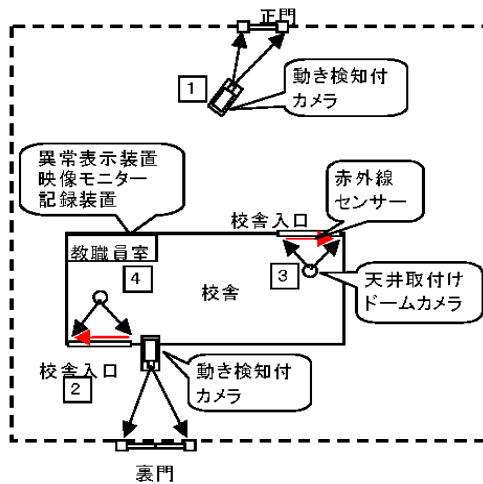 正門
1
動き検知付
カメラ
異常表示装置
映像モニター
記録装置
赤外線
センサー
校舎入口
教職員室
4
3
校舎
天井取付け
ドームカメラ
校舎入口
2
動き検知付
カメラ
裏門